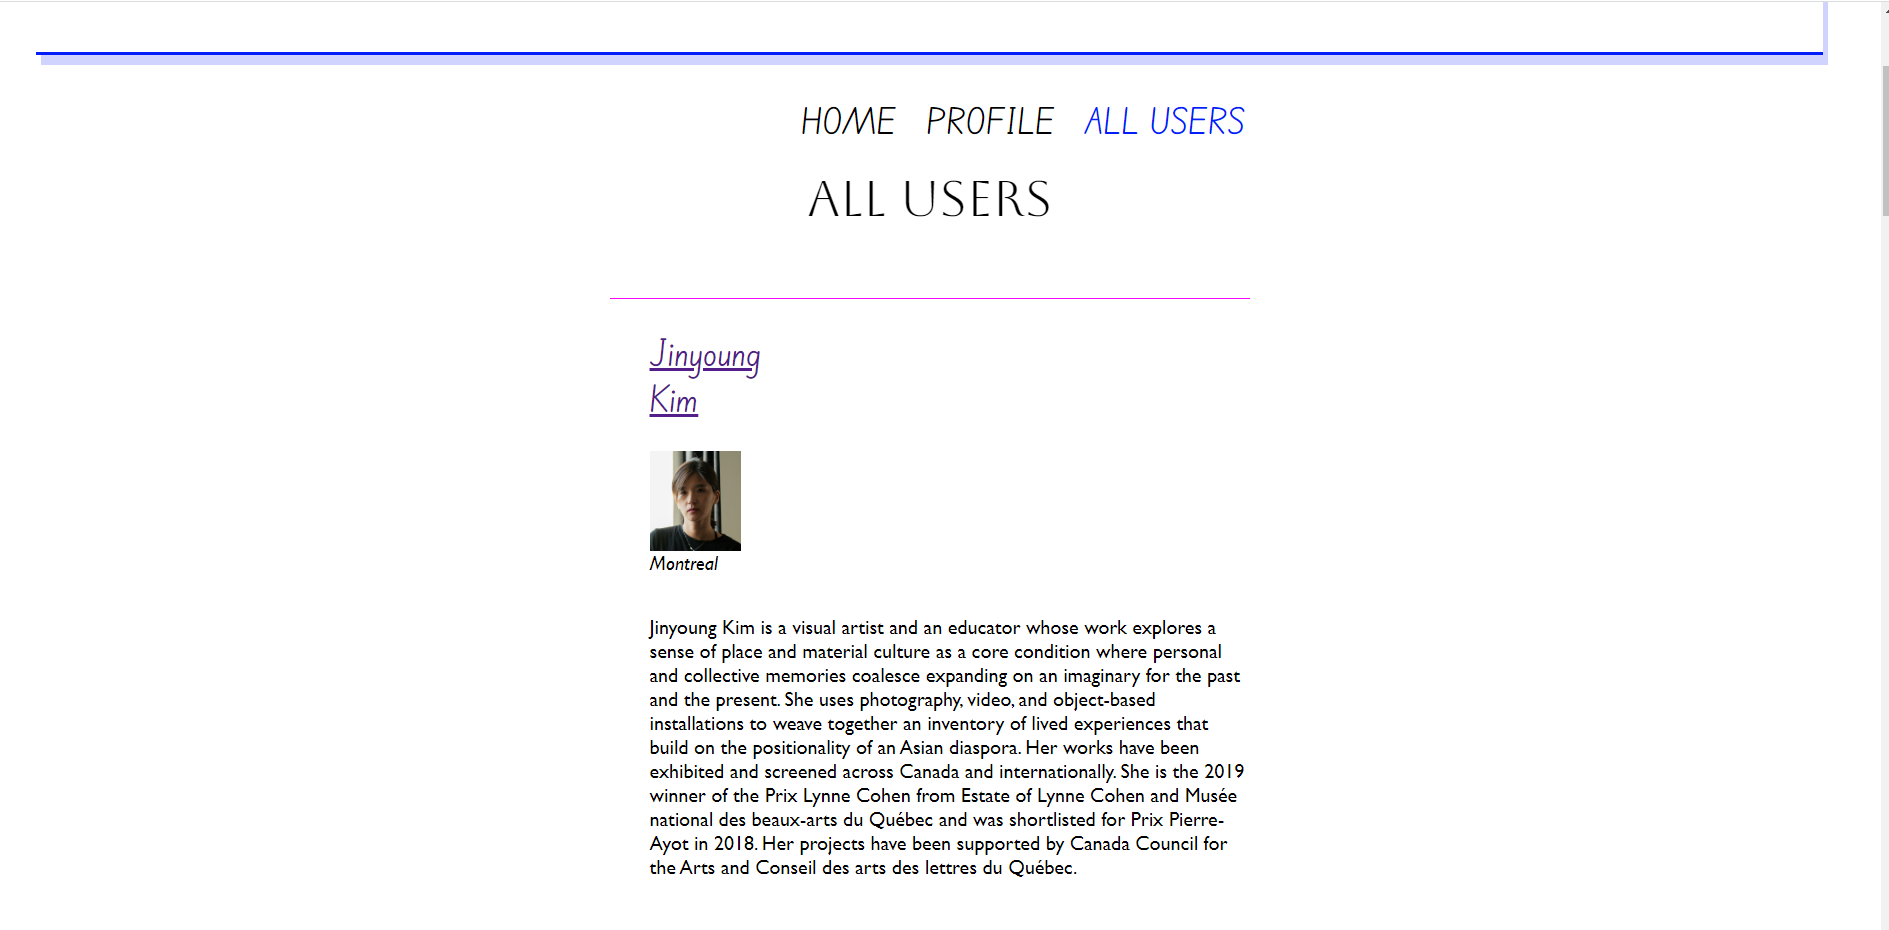 HOME PROFILE ALL USERS
ALL USERS
Jinyoung
Kim
Montreal
Jinyoung Kim is a visual artist and an educator whose work explores a
sense of place and material culture as a core condition where personal
and collective memories coalesce expanding on an imaginary for the past
and the present. She uses photography, video, and object-based
installations to weave together an inventory of lived experiences that
build on the positionality of an Asian diaspora. Her works have been
exhibited and screened across Canada and internationally. She is the 2019
winner of the Prix Lynne Cohen from Estate of Lynne Cohen and Musée
national des beaux-arts du Québec and was shortlisted for Prix Pierre-
Ayot in 2018. Her projects have been supported by Canada Council for
the Arts and Conseil des arts des lettres du Québec.